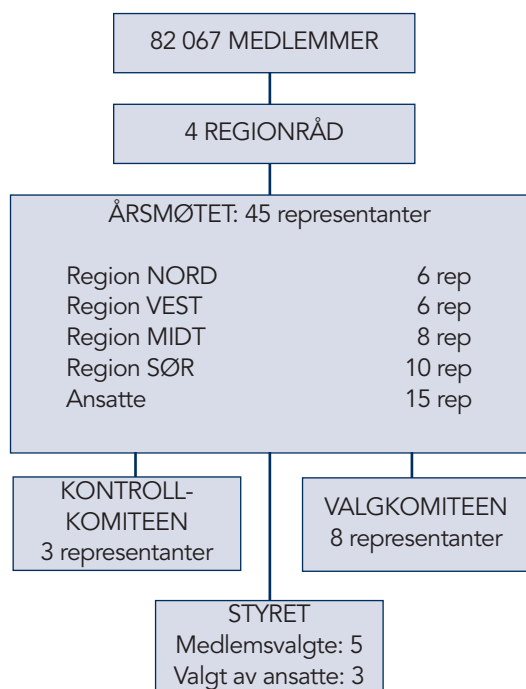 82 067 MEDLEMMER
4 REGIONRÅD
ÅRSMØTET: 45 representanter
Region NORD 6 rep
Region VEST 6 rep
Region MIDT 8 rep
Region SØR 10 rep
Ansatte 15 rep
KONTROLL-
KOMITEEN
3 representanter
VALGKOMITEEN
8 representanter
STYRET
Medlemsvalgte: 5
Valgt av ansatte: 3